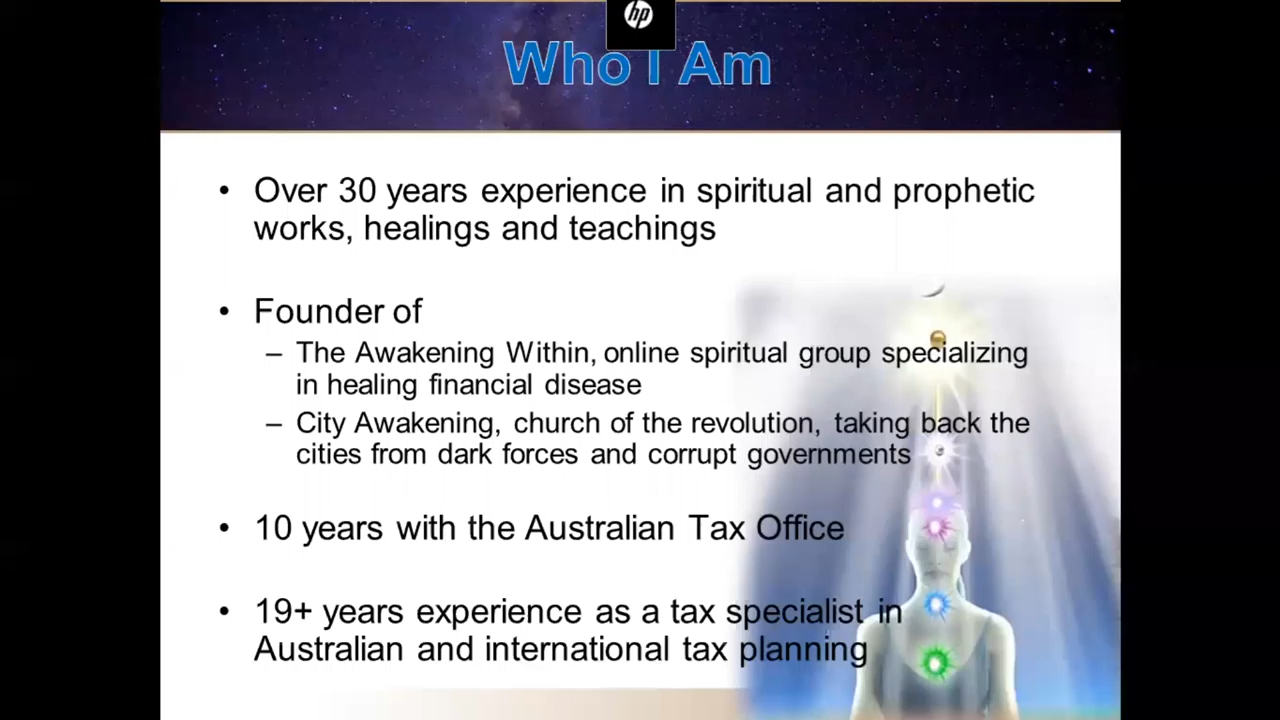 hp
Who I Am
• Over 30 years experience in spiritual and prophetic
works, healings and teachings
• Founder of
– The Awakening Within, online spiritual group specializing
in healing financial disease
– City Awakening, church of the revolution, taking back the
cities from dark forces and corrupt governments
• 10 years with the Australian Tax Office
• 19+ years experience as a tax specialist in
Australian and international tax planning